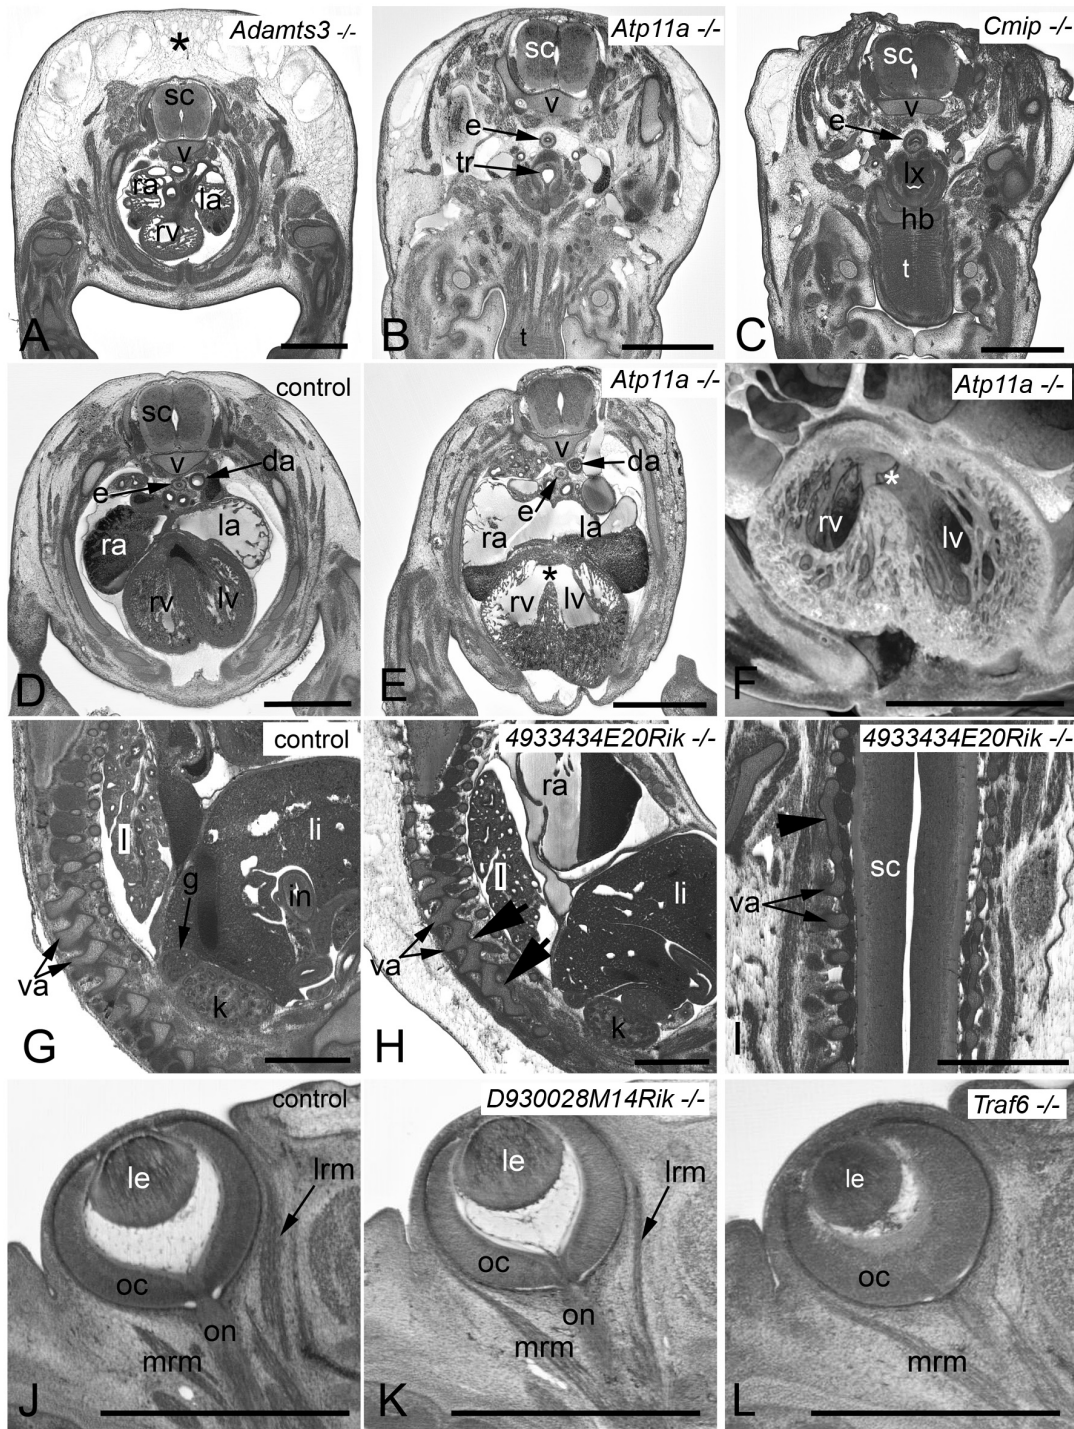 Adamts3 -/-
*
sc
v
ra
la
rv
A
Atp11a -/-
sc
v
e
tr
t
B
Cmip -/-
sc
v
e
lx
hb
t
C
control
sc
v
da
e
la
ra
rv
lv
D
Atp11a -/-
sc
v
da
e
la
ra
*
rv
lv
E
Atp11a -/-
*
rv
lv
F
control
l
li
g
in
va
k
G
4933434E20Rik -/-
ra
l
li
va
k
H
4933434E20Rik -/-
sc
va
I
control
le
lrm
oc
on
mrm
J
D930028M14Rik -/-
le
lrm
oc
on
mrm
K
Traf6 -/-
le
oc
mrm
L